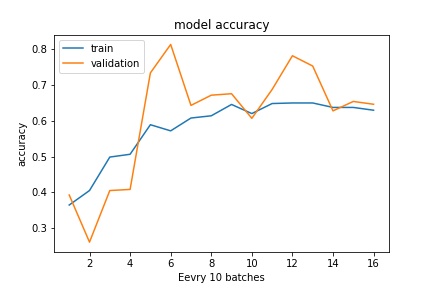 model accuracy
train
validation
accuracy
0.8
0.7
0.6
0.5
0.4
0.3
2 4 6 8 10 12 14 16
Eevry 10 batches